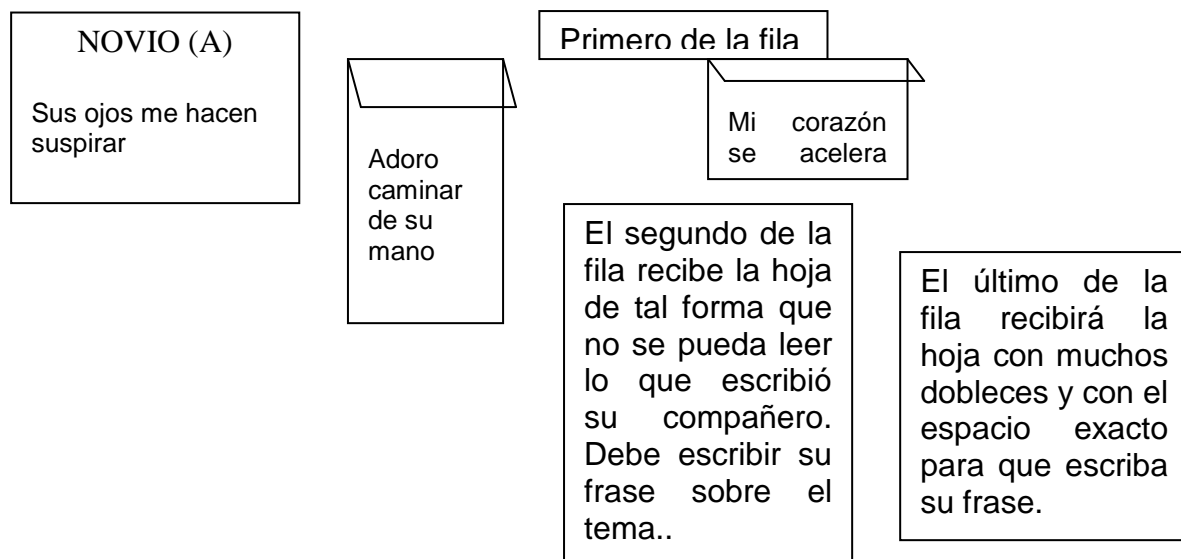 NOVIO (A)
Sus ojos me hacen
suspirar
Adoro
caminar
de su
mano
Primero de la fila
Mi corazón
se acelera
El segundo de la
fila recibe la hoja
de tal forma que
no se pueda leer
lo que escribió
su compañero.
Debe escribir su
frase sobre el
tema..
El último de la
fila recibirá la
hoja con muchos
dobleces y con el
espacio exacto
para que escriba
su frase.